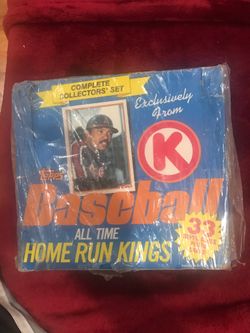 COMPLETE
COLLECTORS' SET
Exclusively
From
K
Topps
Baseball
33
ALL TIME
HOME RUN KINGS